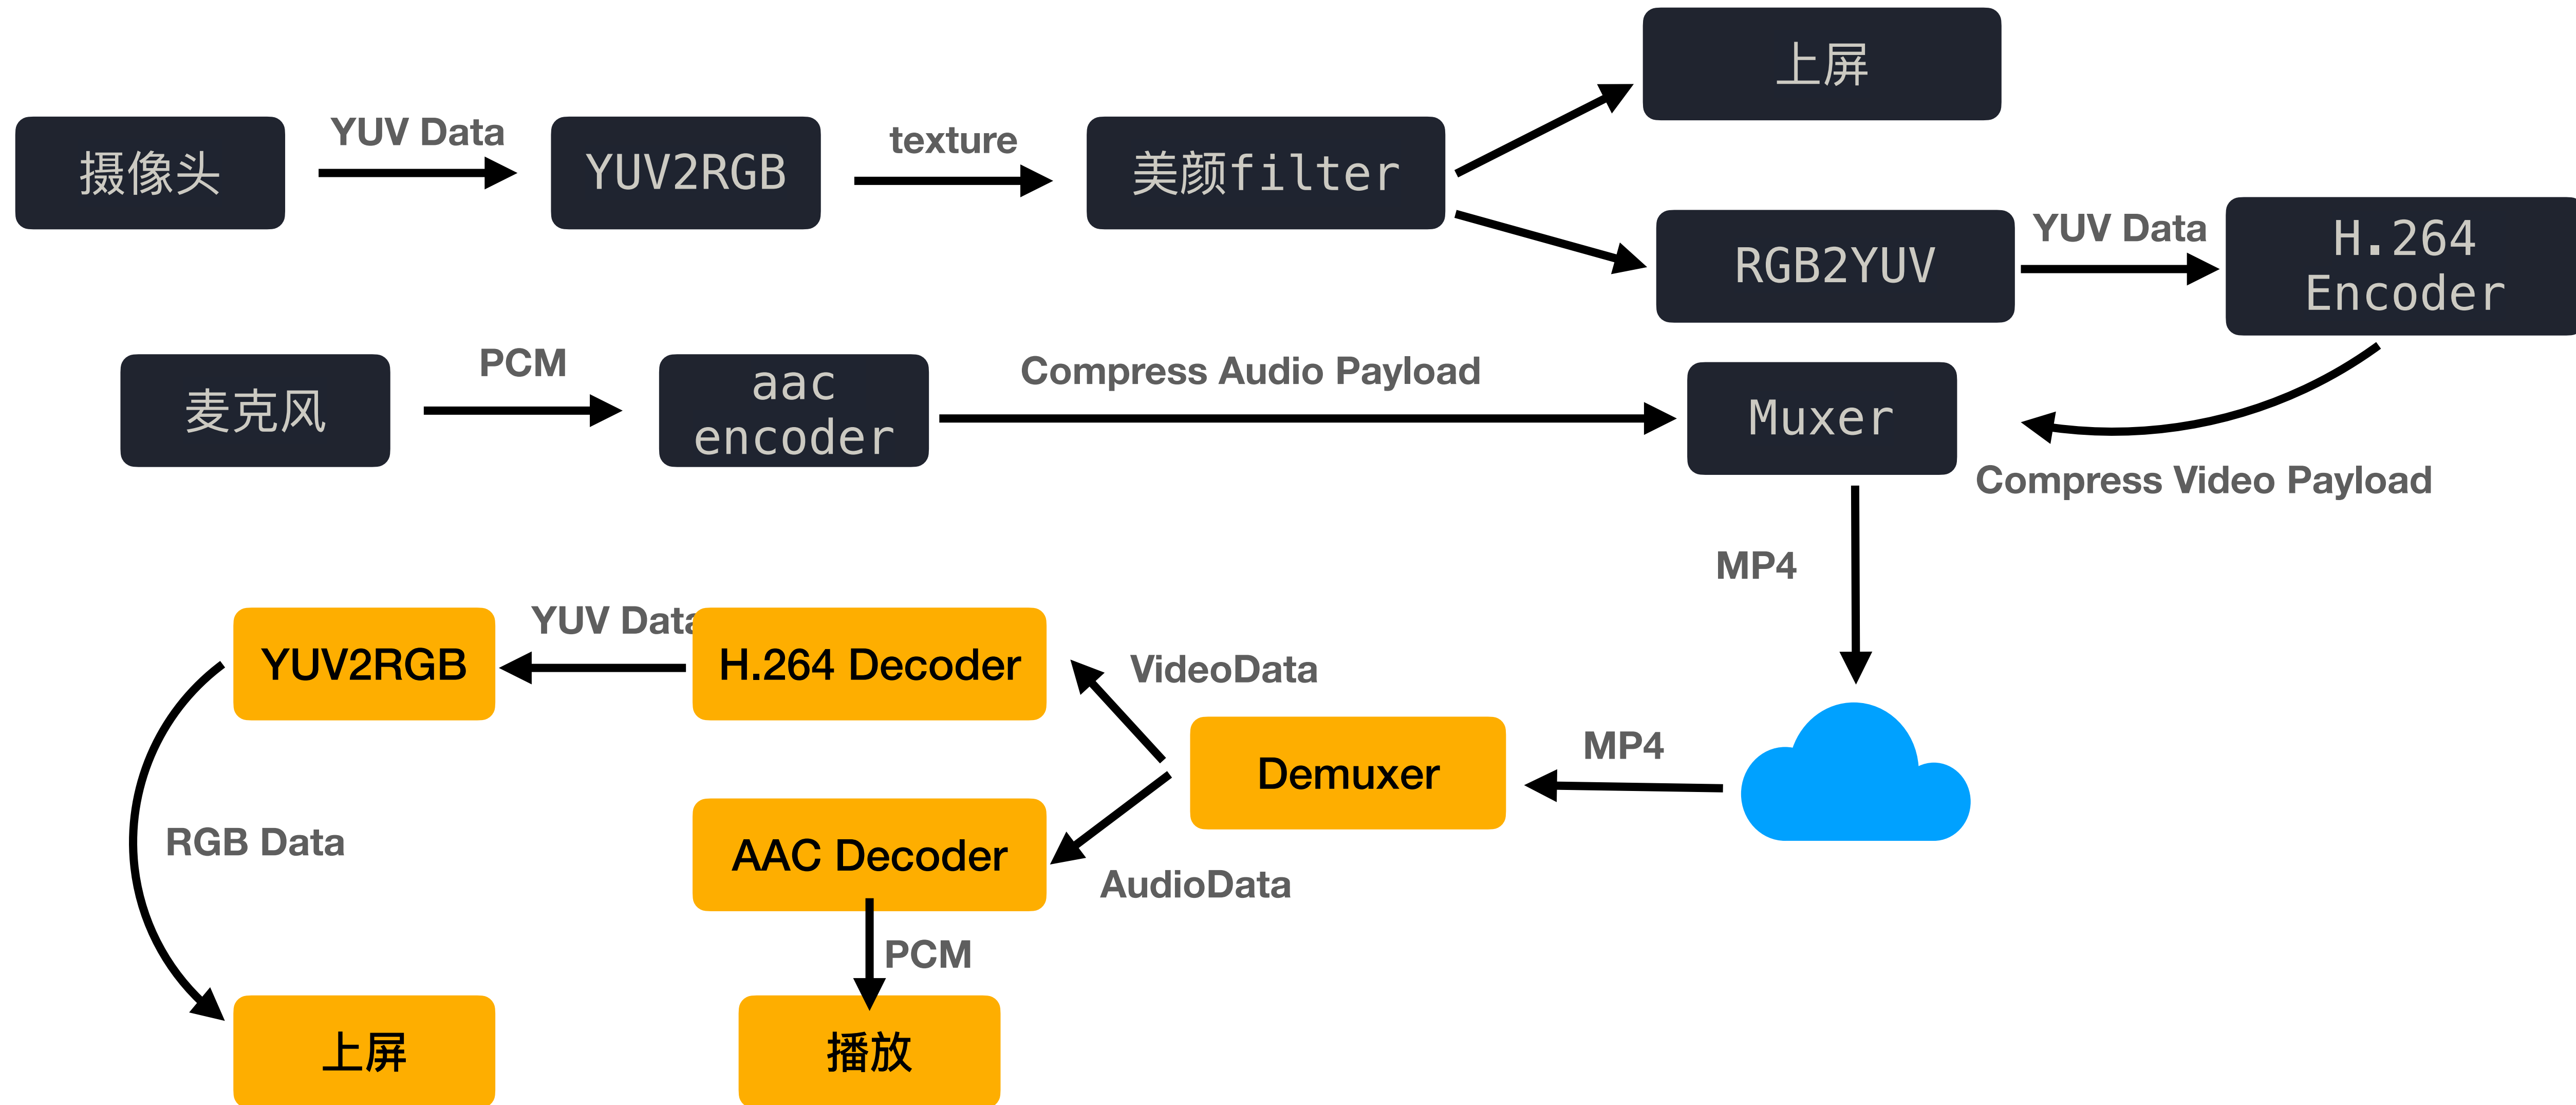 上屏
摄像头
YUV Data
YUV2RGB
texture
美颜filter
RGB2YUV
YUV Data
H.264
Encoder
麦克风
PCM
aac
encoder
Compress Audio Payload
Muxer
Compress Video Payload
MP4
YUV2RGB
YUV Data
H.264 Decoder
VideoData
Demuxer
MP4
RGB Data
AAC Decoder
AudioData
PCM
上屏
播放